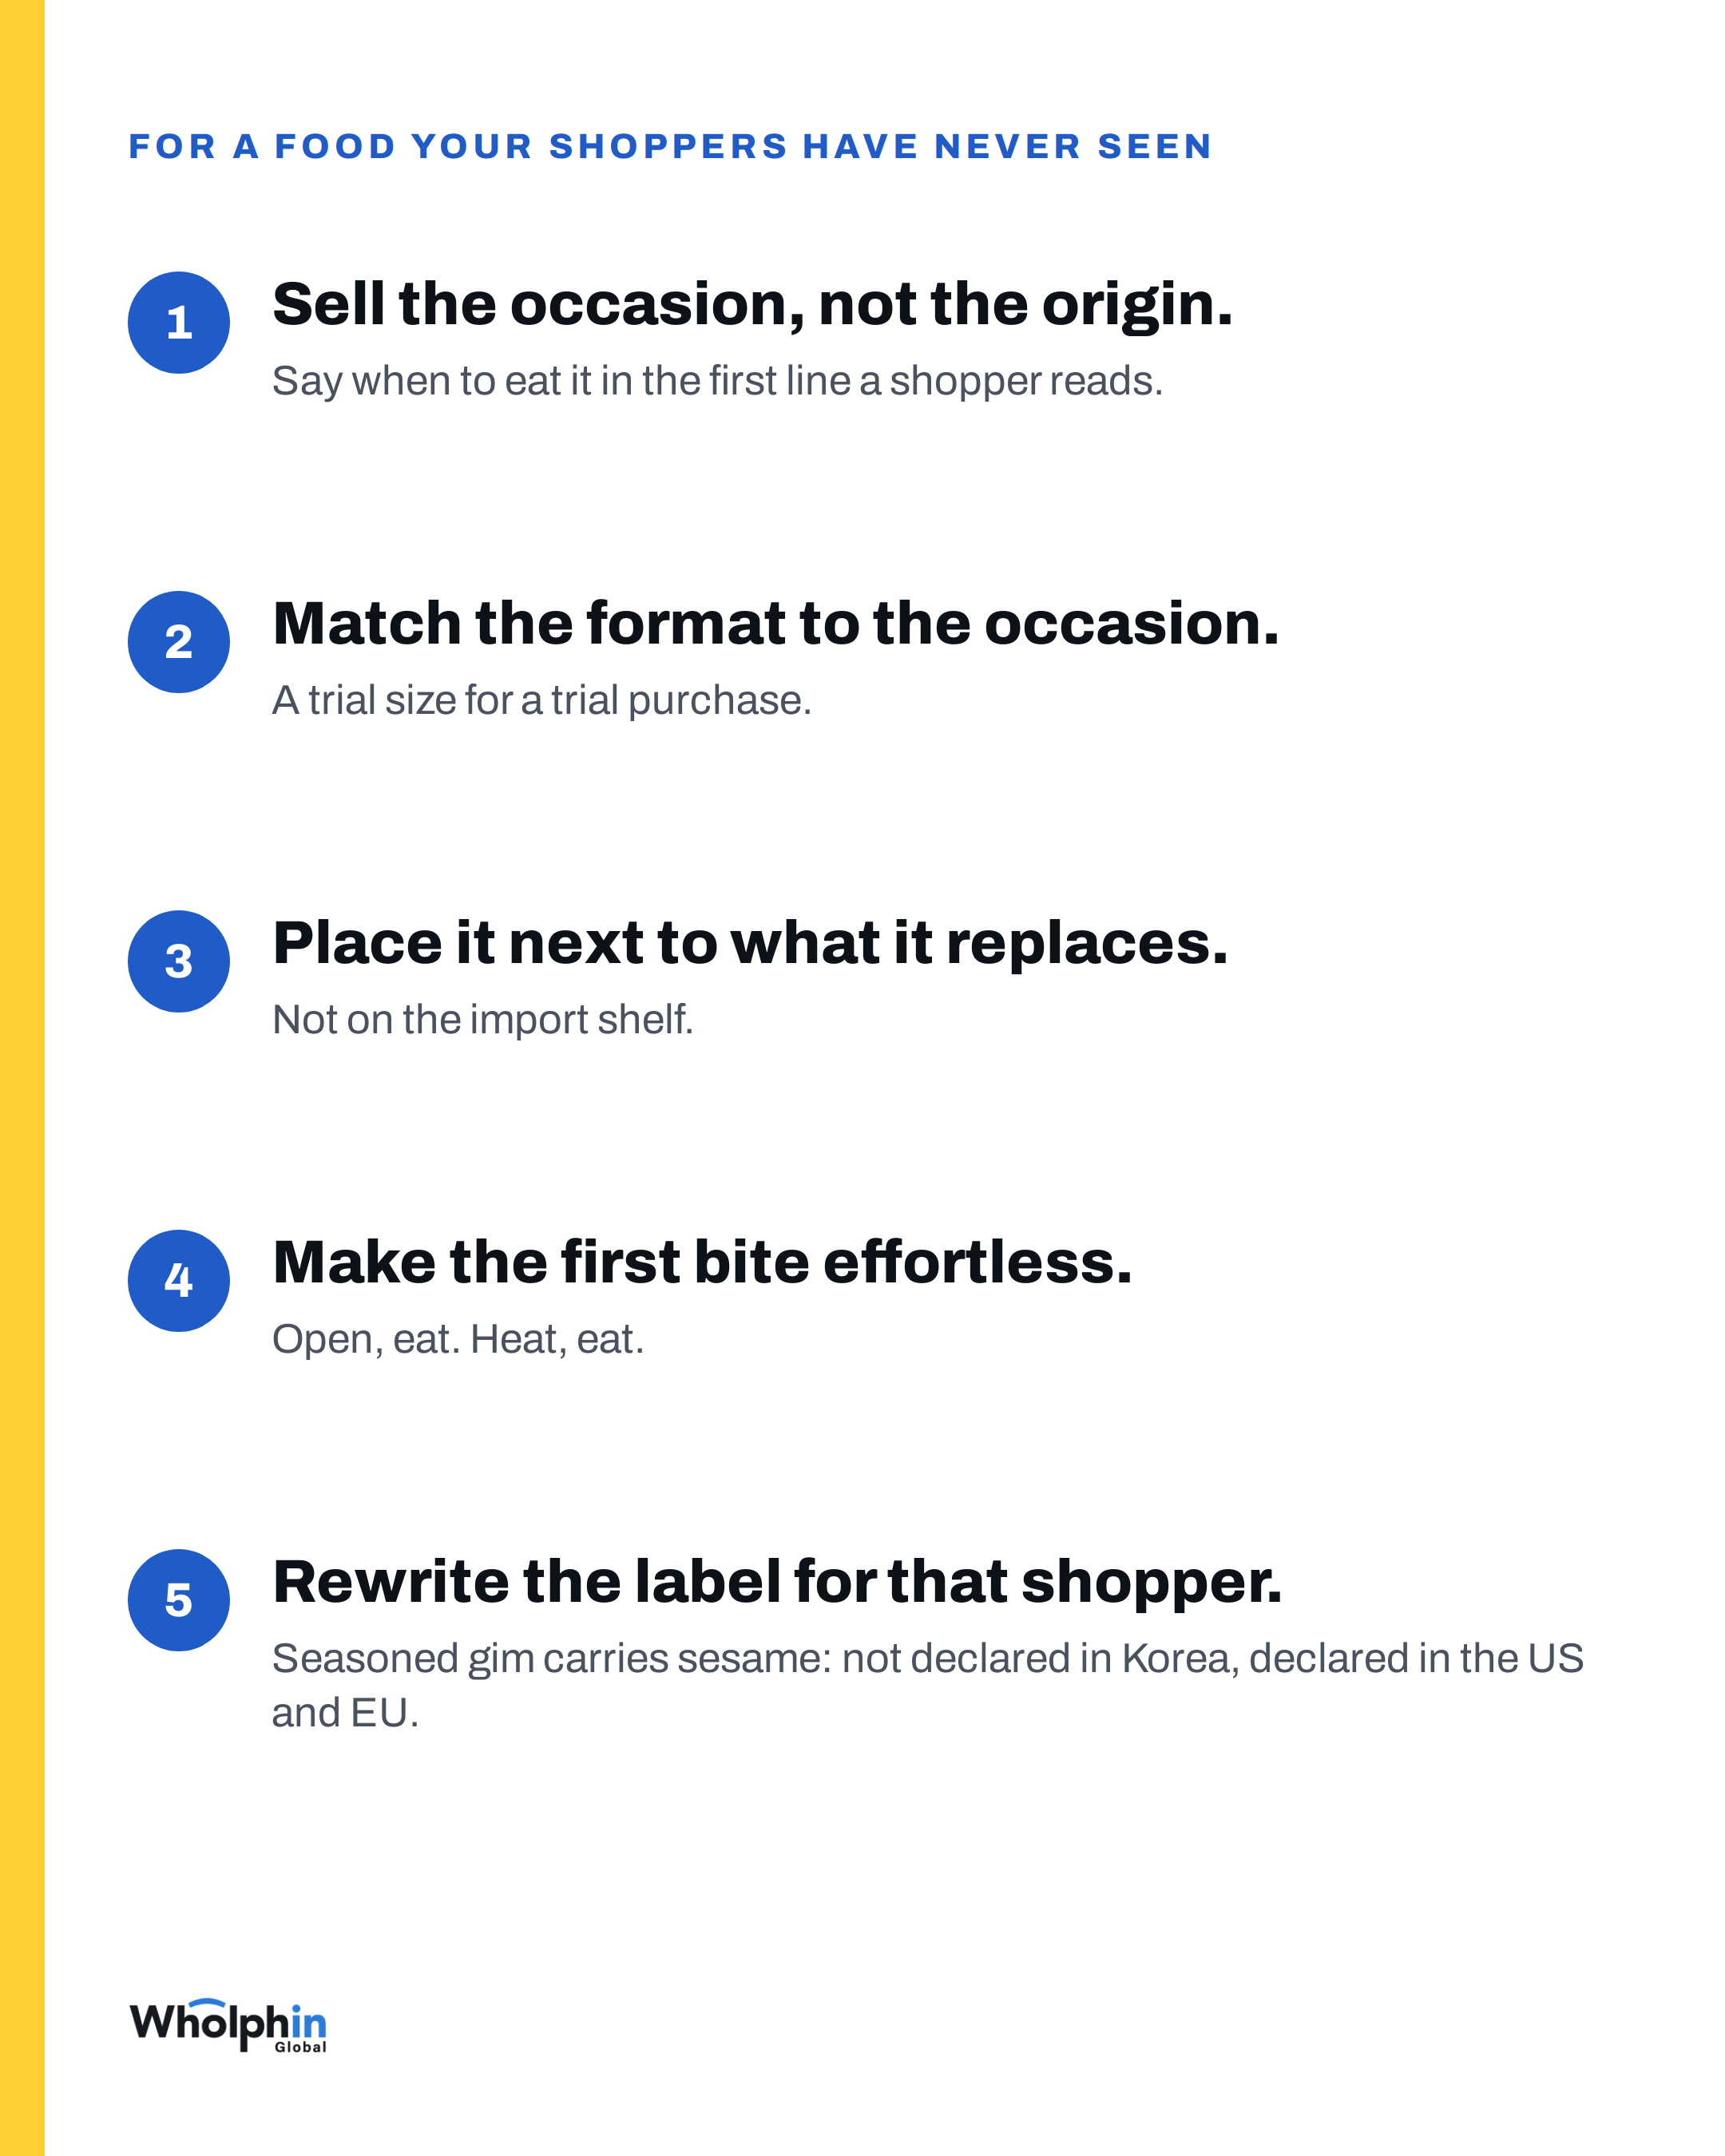 FOR A FOOD YOUR SHOPPERS HAVE NEVER SEEN
1
Sell the occasion, not the origin.
Say when to eat it in the first line a shopper reads.
2
Match the format to the occasion.
A trial size for a trial purchase.
3
Place it next to what it replaces.
Not on the import shelf.
4
Make the first bite effortless.
Open, eat. Heat, eat.
5
Rewrite the label for that shopper.
Seasoned gim carries sesame: not declared in Korea, declared in the US
and EU.
Wholphin
Global